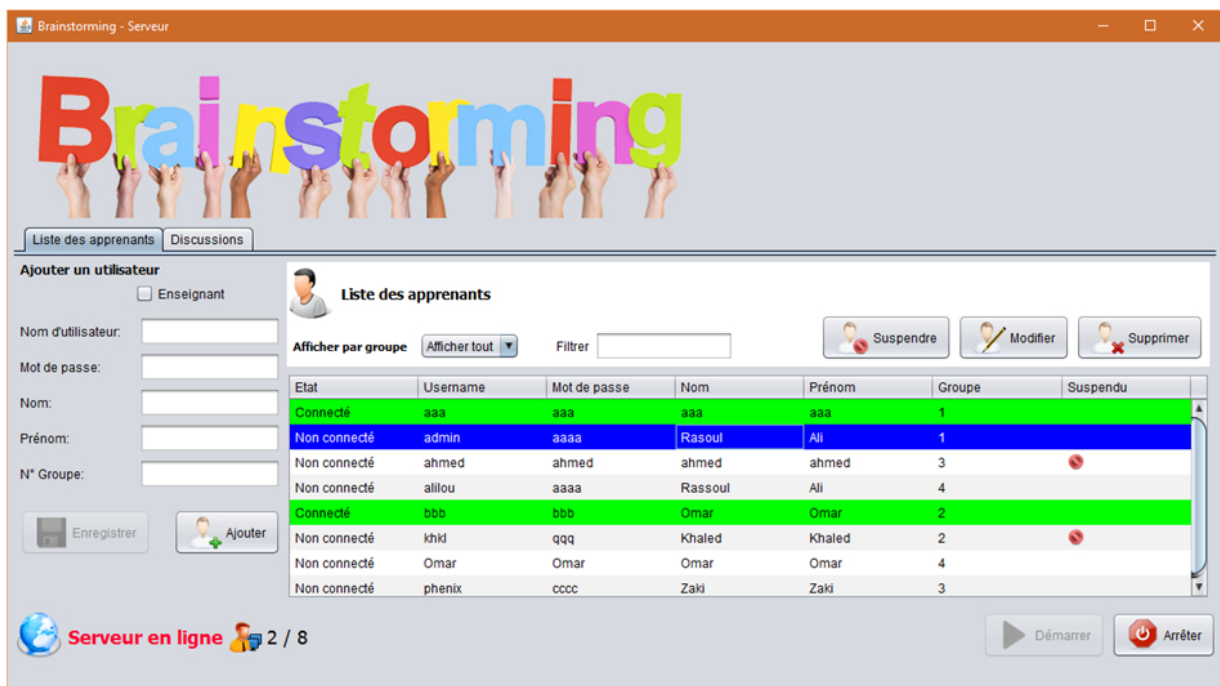 Brainstorming - Serveur
Brainstorming
Liste des apprenants Discussions
Ajouter un utilisateur
Enseignant
Nom d'utilisateur:
Mot de passe:
Nom:
Prénom:
N° Groupe:
Enregistrer Ajouter
Liste des apprenants
Afficher par groupe Afficher tout Filtrer
Suspendre Modifier Supprimer
Etat Username Mot de passe Nom Prénom Groupe Suspendu
Connecté aaa aaa aaa aaa 1
Non connecté admin aaaa Rasoul Ali 1
Non connecté ahmed ahmed ahmed ahmed 3
Non connecté alilou aaaa Rassoul Ali 4
Connecté bbb bbb Omar Omar 2
Non connecté khkl qqq Khaled Khaled 2
Non connecté Omar Omar Omar Omar 4
Non connecté phenix cccc Zaki Zaki 3
Serveur en ligne 2 / 8
Démarrer Arrêter